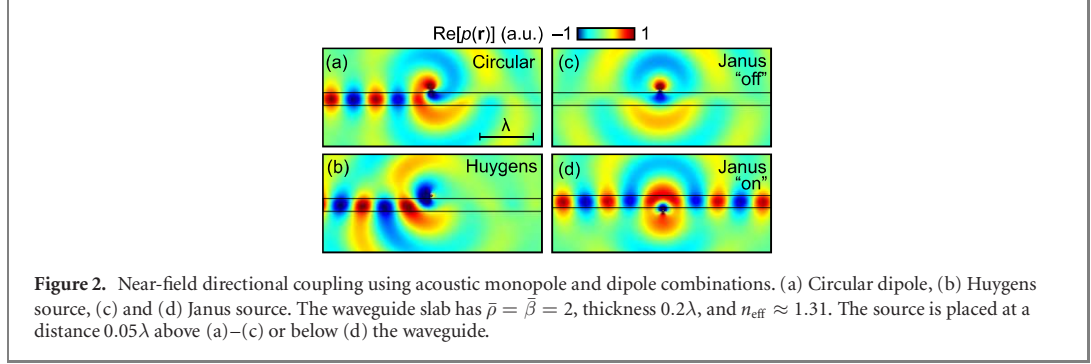 Re[p(r)] (a.u.) −1 1
(a) Circular
λ
(c) Janus
"off"
(b) Huygens
(d) Janus
"on"
Figure 2. Near-field directional coupling using acoustic monopole and dipole combinations. (a) Circular dipole, (b) Huygens
source, (c) and (d) Janus source. The waveguide slab has ρ̄ = β̄ = 2, thickness 0.2λ, and neff ≈ 1.31. The source is placed at a
distance 0.05λ above (a)–(c) or below (d) the waveguide.